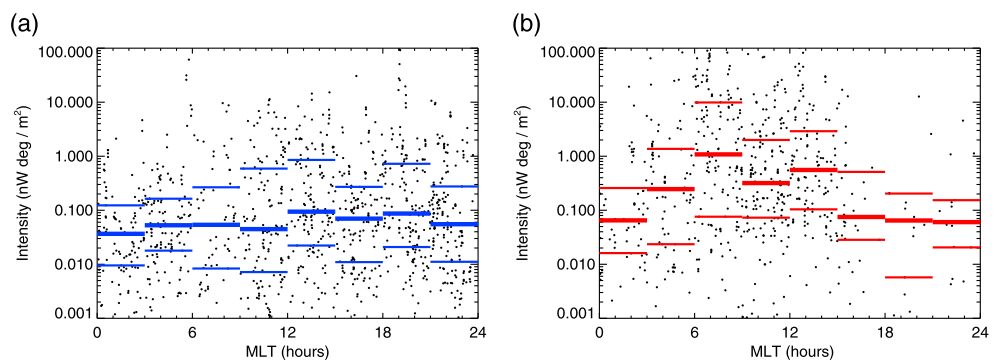 (a)
Intensity (nW deg / m²)
100.000
10.000
1.000
0.100
0.010
0.001
0 6 12 18 24
MLT (hours)
(b)
Intensity (nW deg / m²)
100.000
10.000
1.000
0.100
0.010
0.001
0 6 12 18 24
MLT (hours)